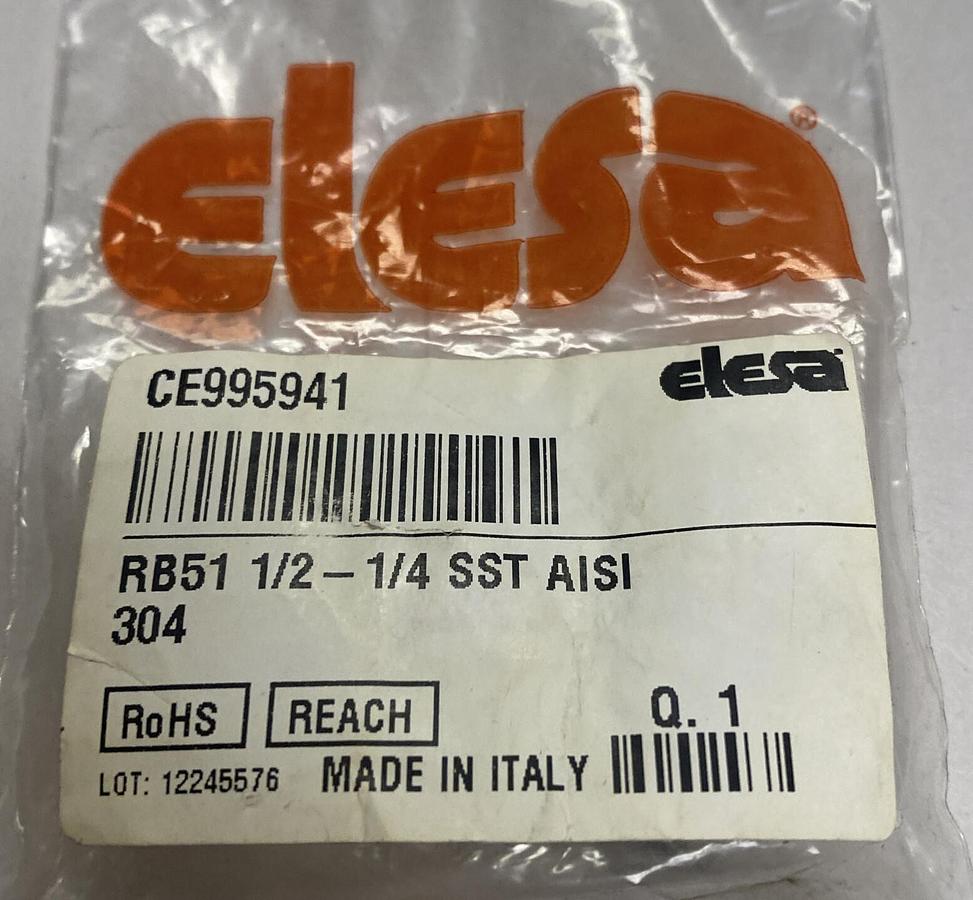 elesa®
CE995941
elesa
RB51 1/2 – 1/4 SST AISI
304
RoHS REACH
Q. 1
LOT: 12245576 MADE IN ITALY